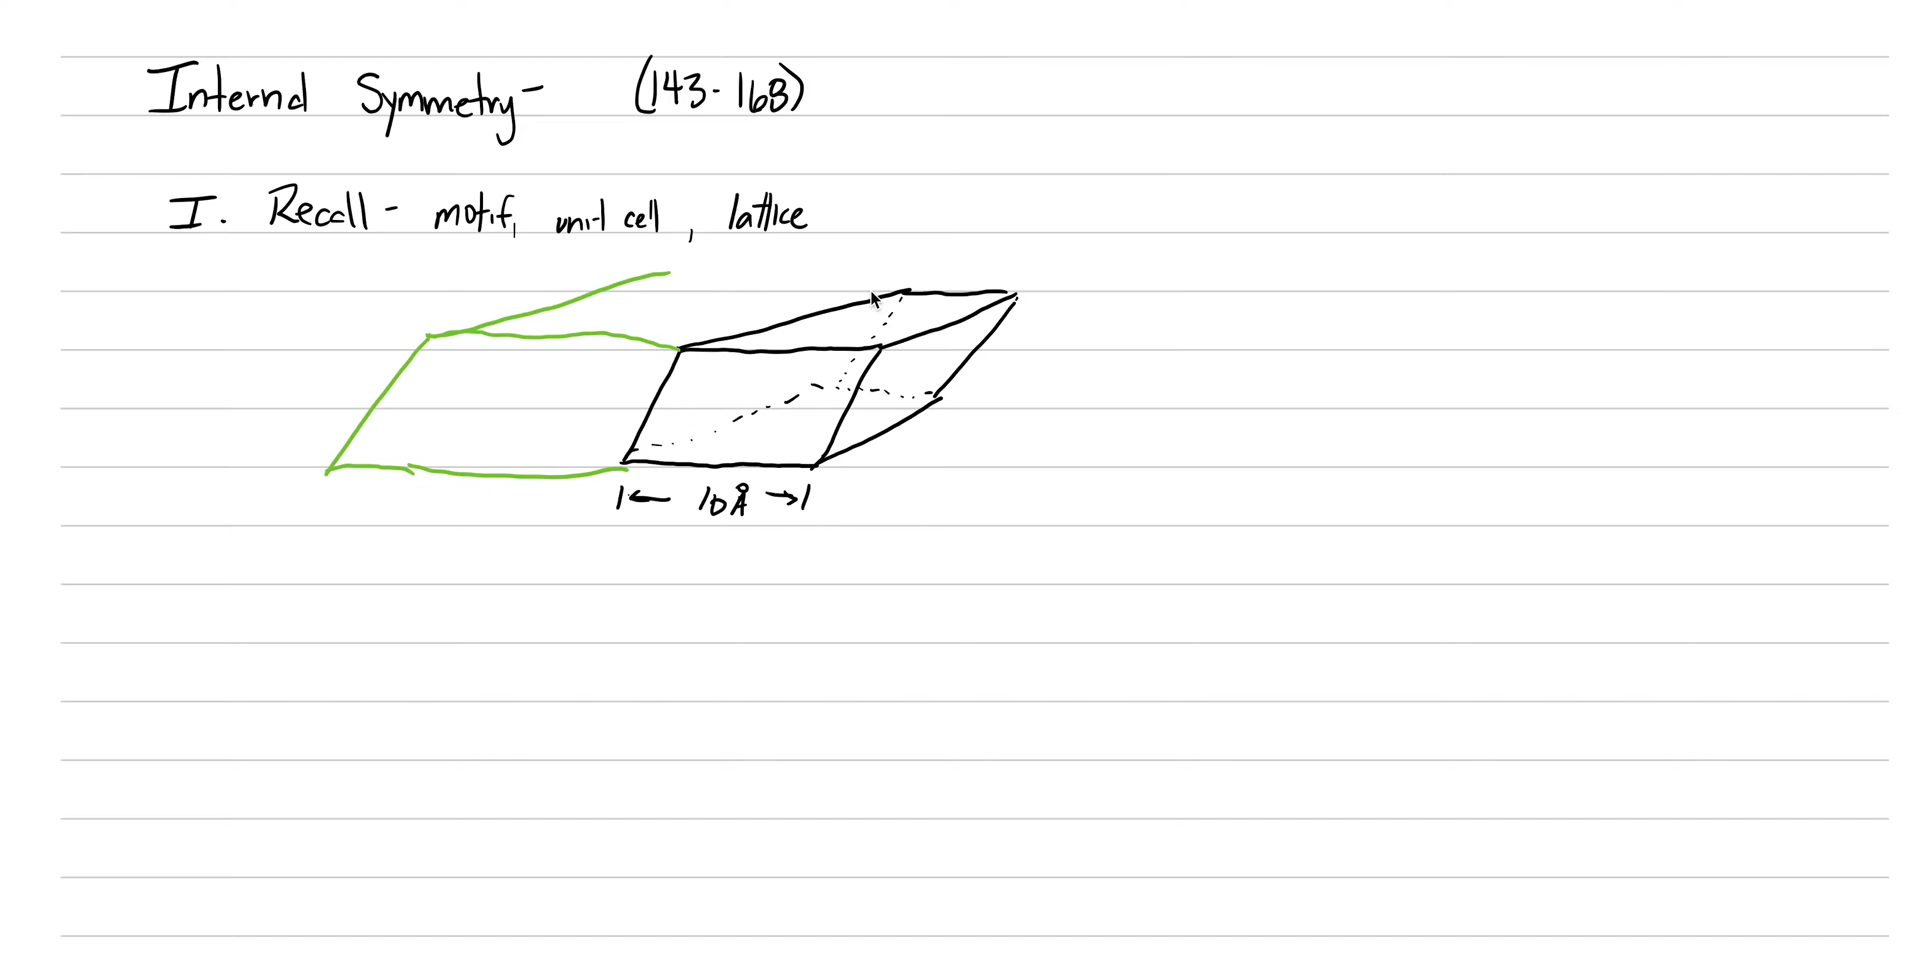 Internal Symmetry- (143-168)
I. Recall- motif, unit cell, lattice
|← 10Å →|